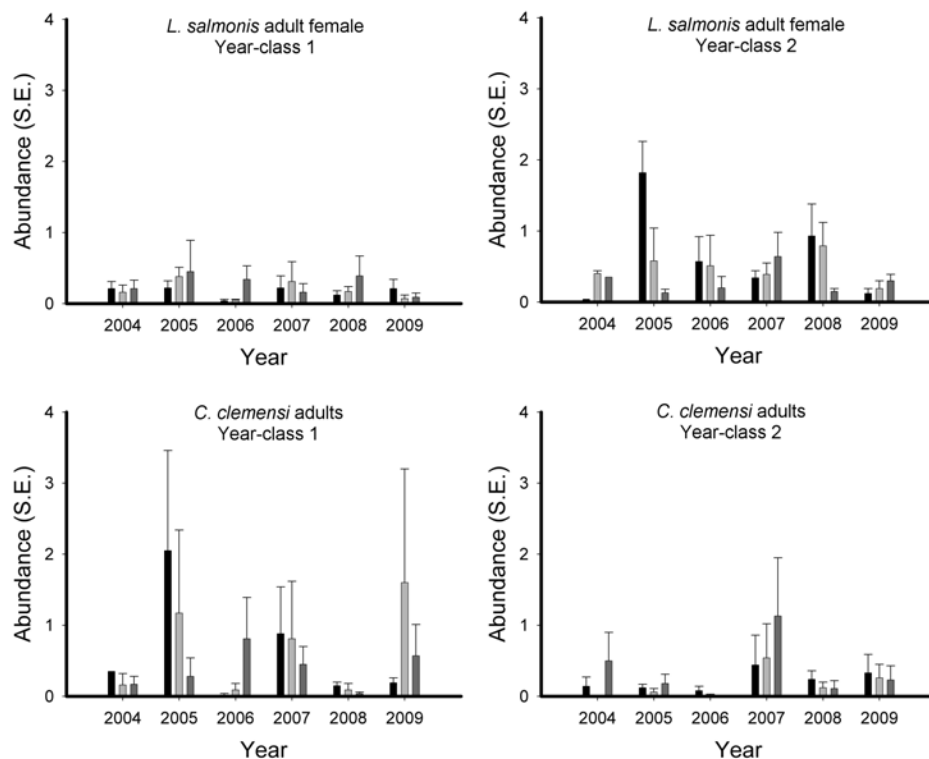 L. salmonis adult female
Year-class 1
Abundance (S.E.)
4
3
2
1
0
2004 2005 2006 2007 2008 2009
Year
L. salmonis adult female
Year-class 2
Abundance (S.E.)
4
3
2
1
0
2004 2005 2006 2007 2008 2009
Year
C. clemensi adults
Year-class 1
Abundance (S.E.)
4
3
2
1
0
2004 2005 2006 2007 2008 2009
Year
C. clemensi adults
Year-class 2
Abundance (S.E.)
4
3
2
1
0
2004 2005 2006 2007 2008 2009
Year